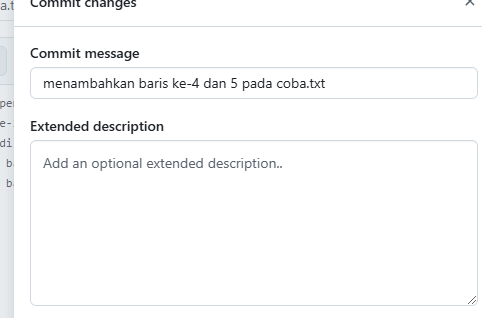 Commit changes
Commit message
menambahkan baris ke-4 dan 5 pada coba.txt
Extended description
Add an optional extended description..